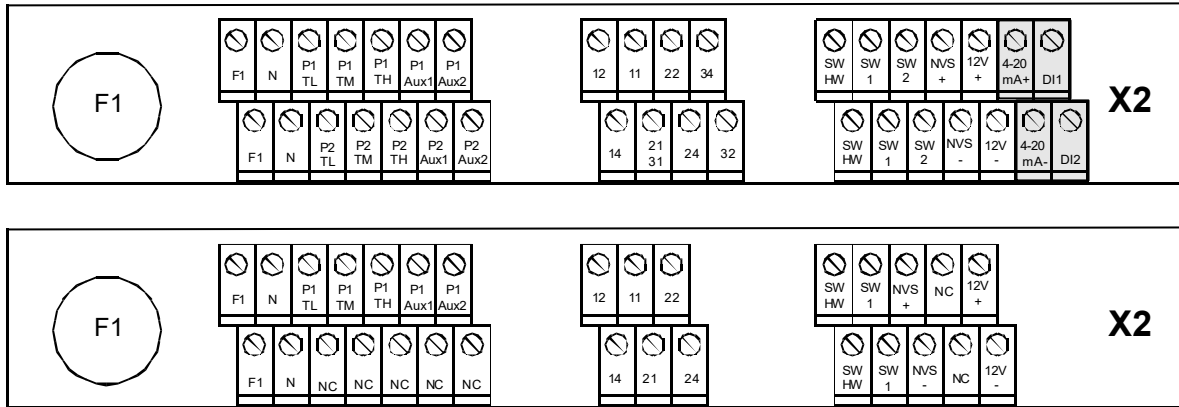 F1
F1 N P1 TL P1 TM P1 TH P1 Aux1 P1 Aux2
12 11 22 34
SW HW SW 1 SW 2 NVS + 12V + 4-20 mA+ DI1
X2
F1 N P2 TL P2 TM P2 TH P2 Aux1 P2 Aux2
14 21 31 24 32
SW HW SW 1 SW 2 NVS - 12V - 4-20 mA- DI2
F1
F1 N P1 TL P1 TM P1 TH P1 Aux1 P1 Aux2
12 11 22
SW HW SW 1 NVS + NC 12V +
X2
F1 N NC NC NC NC NC
14 21 24
SW HW SW 1 NVS - NC 12V -